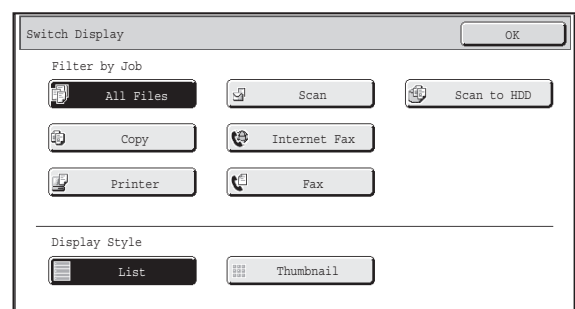 Switch Display OK
Filter by Job
All Files Scan Scan to HDD
Copy Internet Fax
Printer Fax
Display Style
List Thumbnail